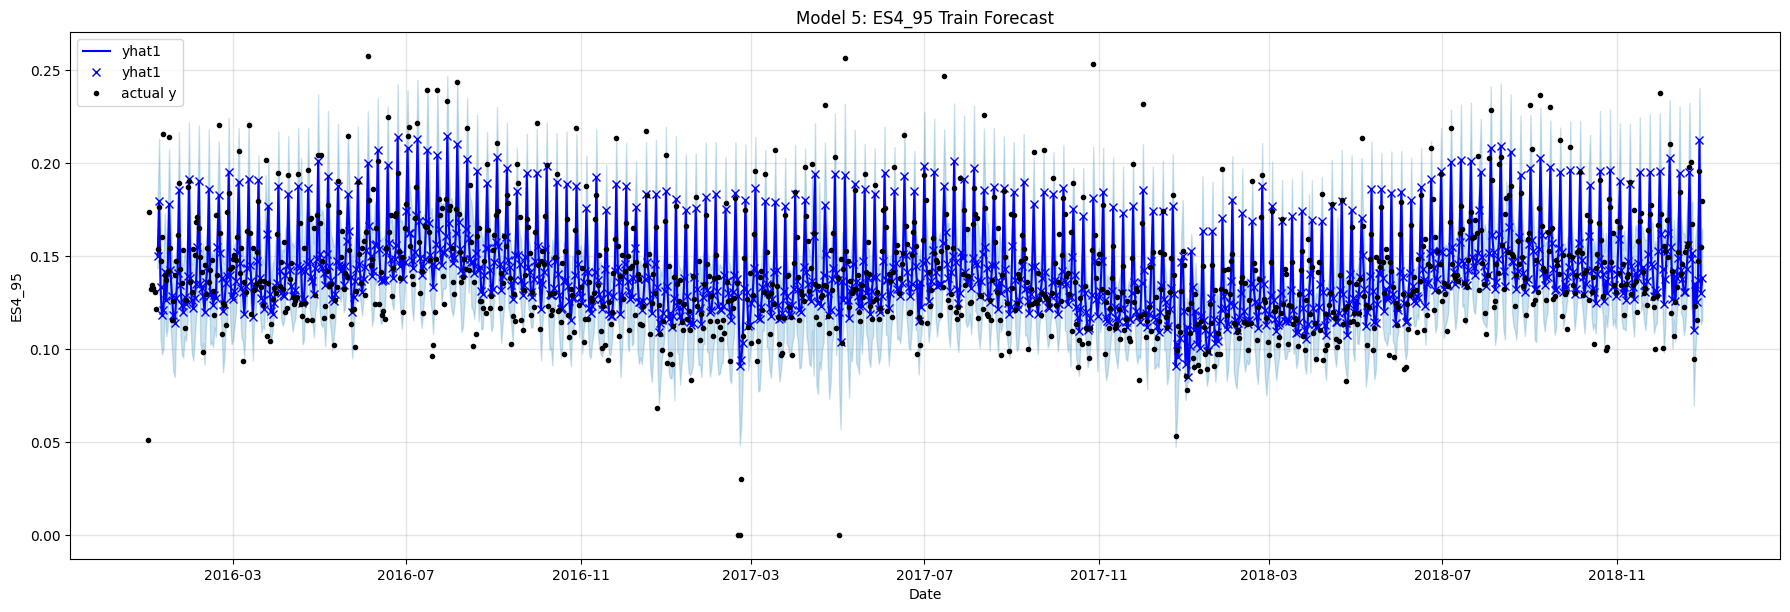 Model 5: ES4_95 Train Forecast
yhat1
yhat1
actual y
0.25
0.20
0.15
0.10
0.05
0.00
ES4_95
2016-03
2016-07
2016-11
2017-03
2017-07
2017-11
2018-03
2018-07
2018-11
Date